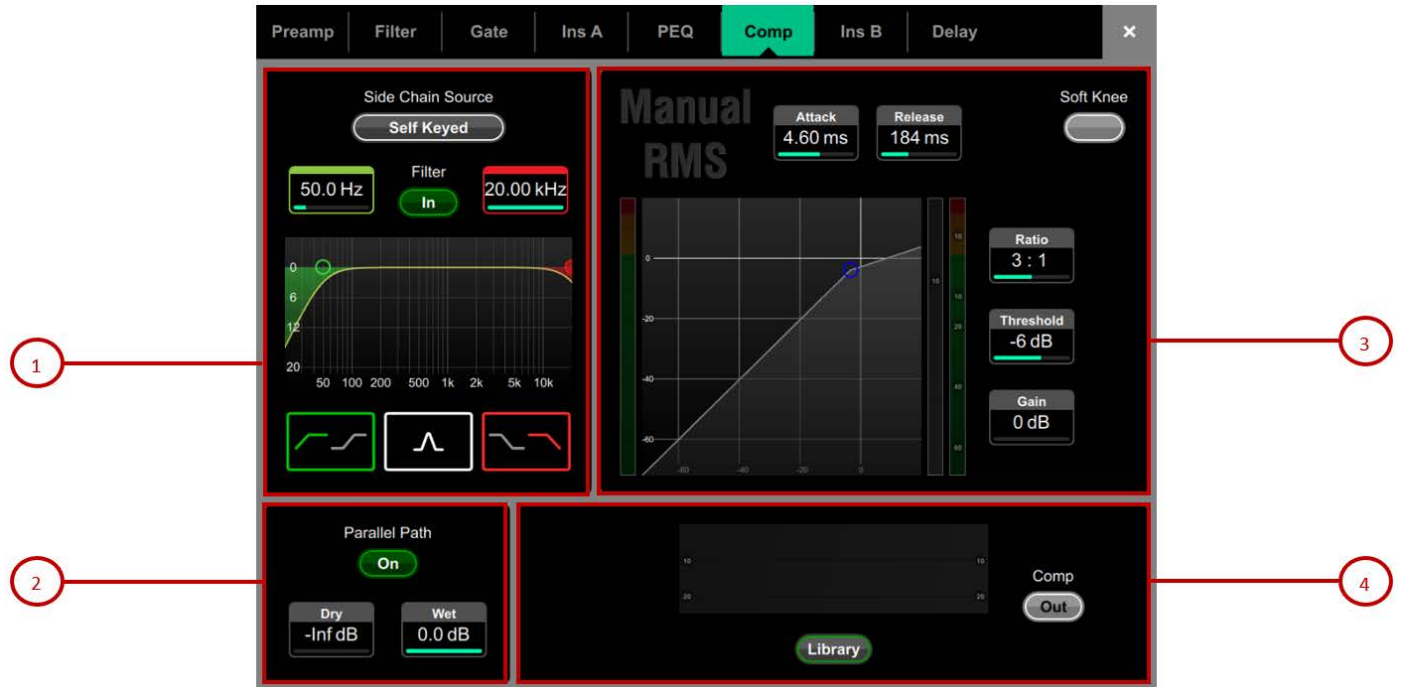 Preamp Filter Gate Ins A PEQ Comp Ins B Delay ×
Side Chain Source
Self Keyed
Filter
50.0 Hz In 20.00 kHz
0
6
12
20
50 100 200 500 1k 2k 5k 10k
Manual
RMS
Attack
4.60 ms
Release
184 ms
Soft Knee
0
-20
-40
-60
-60 -40 -20 0
10
10
10
20
40
60
Ratio
3 : 1
Threshold
-6 dB
Gain
0 dB
1
3
Parallel Path
On
Dry
-Inf dB
Wet
0.0 dB
10 10
20 20
Comp
Out
Library
2
4